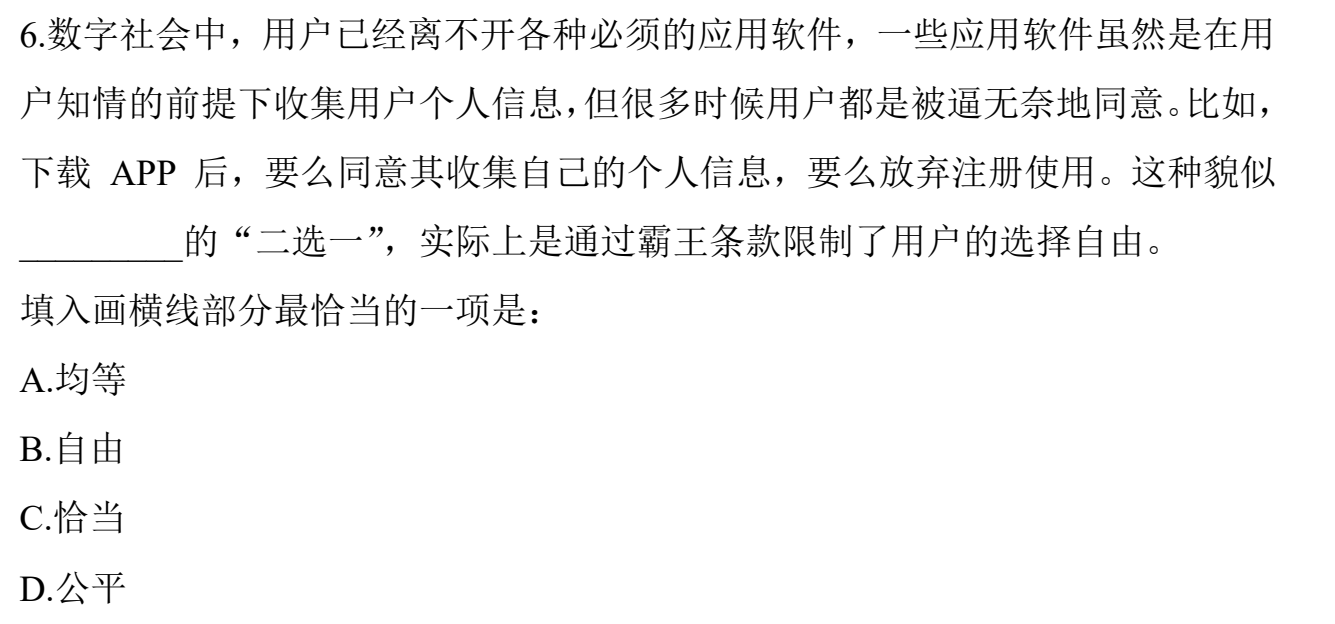 6.数字社会中，用户已经离不开各种必须的应用软件，一些应用软件虽然是在用
户知情的前提下收集用户个人信息，但很多时候用户都是被逼无奈地同意。比如，
下载 APP 后，要么同意其收集自己的个人信息，要么放弃注册使用。这种貌似
_________的“二选一”，实际上是通过霸王条款限制了用户的选择自由。
填入画横线部分最恰当的一项是：
A.均等
B.自由
C.恰当
D.公平